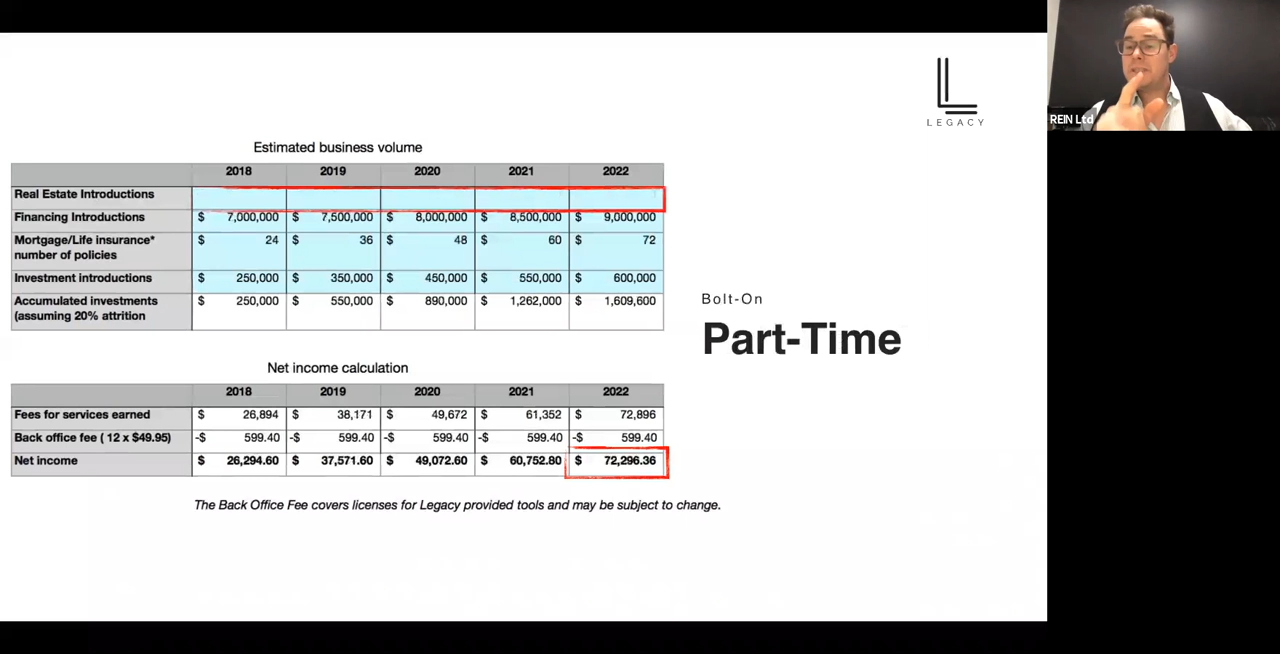 LEGACY
REIN Ltd
Estimated business volume
2018 2019 2020 2021 2022
Real Estate Introductions
Financing Introductions $ 7,000,000 $ 7,500,000 $ 8,000,000 $ 8,500,000 $ 9,000,000
Mortgage/Life insurance* $ 24 $ 36 $ 48 $ 60 $ 72
number of policies
Investment introductions $ 250,000 $ 350,000 $ 450,000 $ 550,000 $ 600,000
Accumulated investments $ 250,000 $ 550,000 $ 890,000 $ 1,262,000 $ 1,609,600
(assuming 20% attrition
Bolt-On
Part-Time
Net income calculation
2018 2019 2020 2021 2022
Fees for services earned $ 26,894 $ 38,171 $ 49,672 $ 61,352 $ 72,896
Back office fee ( 12 x $49.95) -$ 599.40 -$ 599.40 -$ 599.40 -$ 599.40 -$ 599.40
Net income $ 26,294.60 $ 37,571.60 $ 49,072.60 $ 60,752.80 $ 72,296.36
The Back Office Fee covers licenses for Legacy provided tools and may be subject to change.